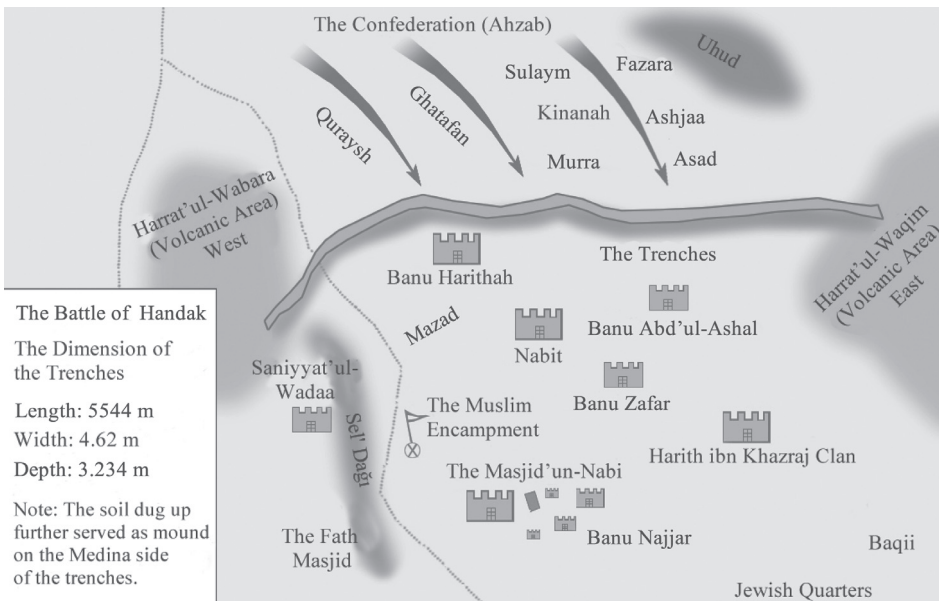 The Confederation (Ahzab)
Uhud
Sulaym
Fazara
Quraysh
Ghatafan
Kinanah
Ashjaa
Murra
Asad
Harrat'ul-Wabara
(Volcanic Area)
West
Harrat'ul-Waqim
(Volcanic Area)
East
Banu Harithah
The Trenches
Mazad
Nabit
Banu Abd'ul-Ashal
The Battle of Handak
The Dimension of
the Trenches
Length: 5544 m
Width: 4.62 m
Depth: 3.234 m
Note: The soil dug up
further served as mound
on the Medina side
of the trenches.
Saniyyat'ul-
Wadaa
Sel' Dağı
The Muslim
Encampment
Banu Zafar
Harith ibn Khazraj Clan
The Masjid'un-Nabi
The Fath
Masjid
Banu Najjar
Baqii
Jewish Quarters